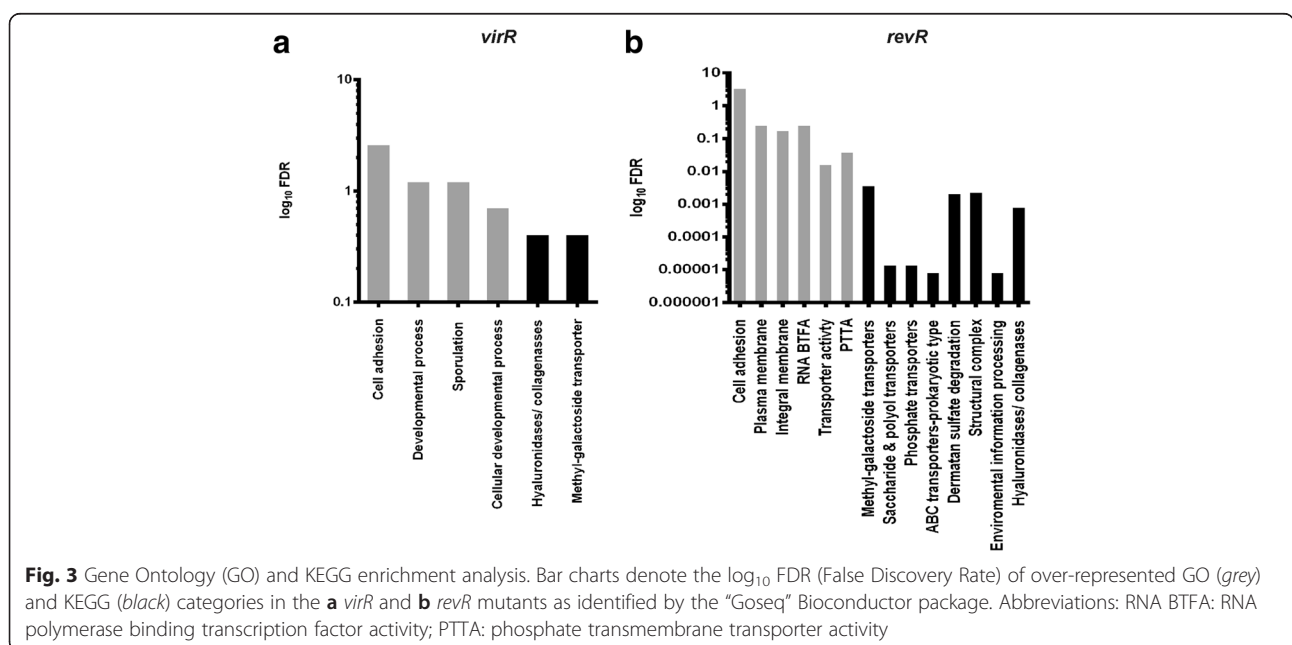 a
virR
10
1
0.1
log10 FDR
Cell adhesion
Developmental process
Sporulation
Cellular developmental process
Hyaluronidases/ collagenasses
Methyl-galactoside transporter
b
revR
10
1
0.1
0.01
0.001
0.0001
0.00001
0.000001
log10 FDR
Cell adhesion
Plasma membrane
Integral membrane
RNA BTFA
Transporter activty
PTTA
Methyl-galactoside transporters
Saccharide & polyol transporters
Phosphate transporters
ABC transporters-prokaryotic type
Dermatan sulfate degradation
Structural complex
Enviromental information processing
Hyaluronidases/ collagenases
Fig. 3 Gene Ontology (GO) and KEGG enrichment analysis. Bar charts denote the log10 FDR (False Discovery Rate) of over-represented GO (grey)
and KEGG (black) categories in the a virR and b revR mutants as identified by the “Goseq” Bioconductor package. Abbreviations: RNA BTFA: RNA
polymerase binding transcription factor activity; PTTA: phosphate transmembrane transporter activity